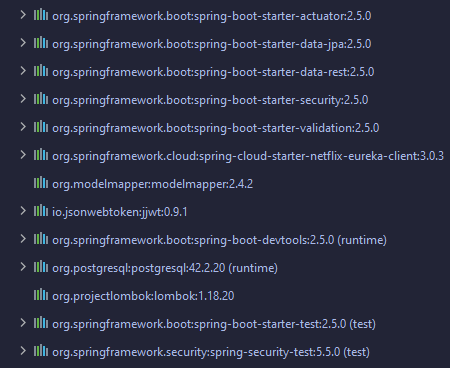 org.springframework.boot:spring-boot-starter-actuator:2.5.0
org.springframework.boot:spring-boot-starter-data-jpa:2.5.0
org.springframework.boot:spring-boot-starter-data-rest:2.5.0
org.springframework.boot:spring-boot-starter-security:2.5.0
org.springframework.boot:spring-boot-starter-validation:2.5.0
org.springframework.cloud:spring-cloud-starter-netflix-eureka-client:3.0.3
org.modelmapper:modelmapper:2.4.2
io.jsonwebtoken:jjwt:0.9.1
org.springframework.boot:spring-boot-devtools:2.5.0 (runtime)
org.postgresql:postgresql:42.2.20 (runtime)
org.projectlombok:lombok:1.18.20
org.springframework.boot:spring-boot-starter-test:2.5.0 (test)
org.springframework.security:spring-security-test:5.5.0 (test)